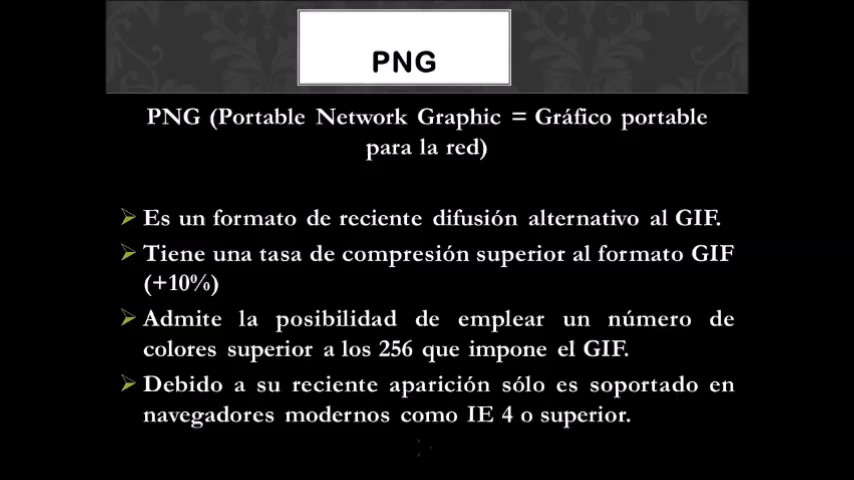 PNG
PNG (Portable Network Graphic = Gráfico portable
para la red)
Es un formato de reciente difusión alternativo al GIF.
Tiene una tasa de compresión superior al formato GIF
(+10%)
Admite la posibilidad de emplear un número de
colores superior a los 256 que impone el GIF.
Debido a su reciente aparición sólo es soportado en
navegadores modernos como IE 4 o superior.